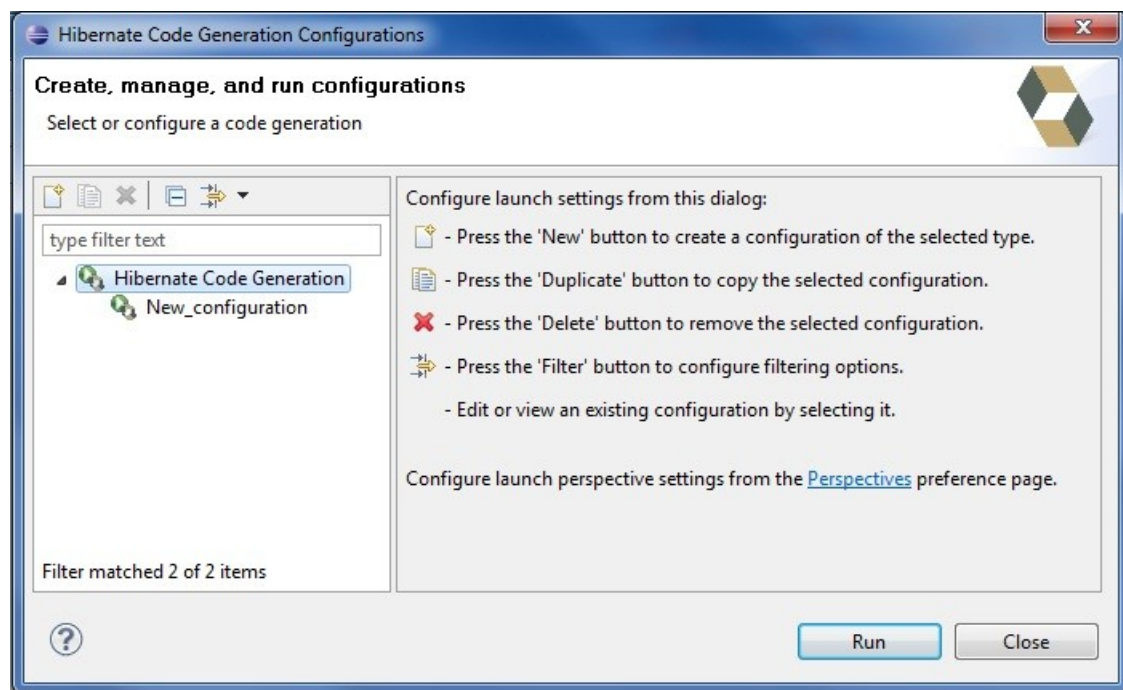 Hibernate Code Generation Configurations
x
Create, manage, and run configurations
Select or configure a code generation
type filter text
Hibernate Code Generation
New_configuration
Filter matched 2 of 2 items
Configure launch settings from this dialog:
- Press the 'New' button to create a configuration of the selected type.
- Press the 'Duplicate' button to copy the selected configuration.
- Press the 'Delete' button to remove the selected configuration.
- Press the 'Filter' button to configure filtering options.
- Edit or view an existing configuration by selecting it.
Configure launch perspective settings from the Perspectives preference page.
?
Run
Close